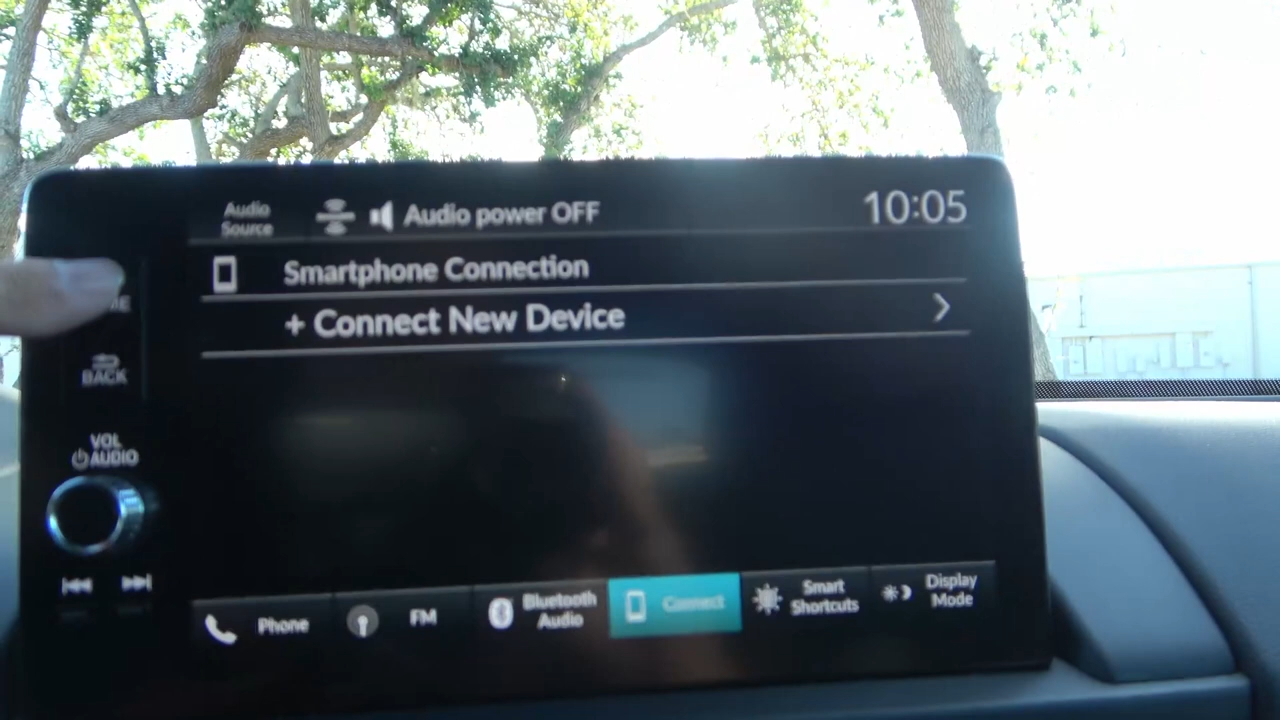 Audio
Source
Audio power OFF
10:05
Smartphone Connection
+ Connect New Device
BACK
VOL
AUDIO
Phone
FM
Bluetooth
Audio
Connect
Smart
Shortcuts
Display
Mode